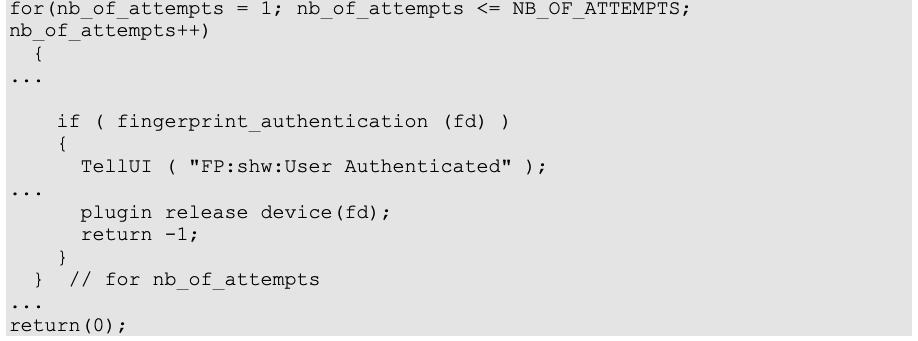 for(nb_of_attempts = 1; nb_of_attempts <= NB_OF_ATTEMPTS;
nb_of_attempts++)
  {
...
    if ( fingerprint_authentication (fd) )
    {
      TellUI ( "FP:shw:User Authenticated" );
...
      plugin release device(fd);
      return -1;
    }
  }  // for nb_of_attempts
...
return(0);